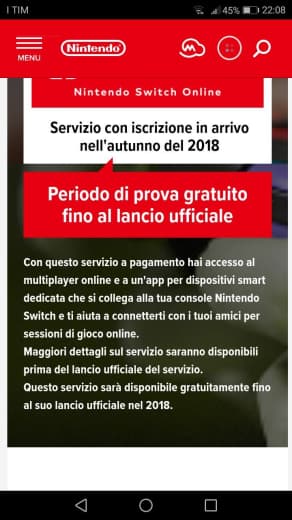 I TIM
45%
22:08
MENU
Nintendo
Nintendo Switch Online
Servizio con iscrizione in arrivo
nell'autunno del 2018
Periodo di prova gratuito
fino al lancio ufficiale
Con questo servizio a pagamento hai accesso al
multiplayer online e a un'app per dispositivi smart
dedicata che si collega alla tua console Nintendo
Switch e ti aiuta a connetterti con i tuoi amici per
sessioni di gioco online.
Maggiori dettagli sul servizio saranno disponibili
prima del lancio ufficiale del servizio.
Questo servizio sarà disponibile gratuitamente fino
al suo lancio ufficiale nel 2018.